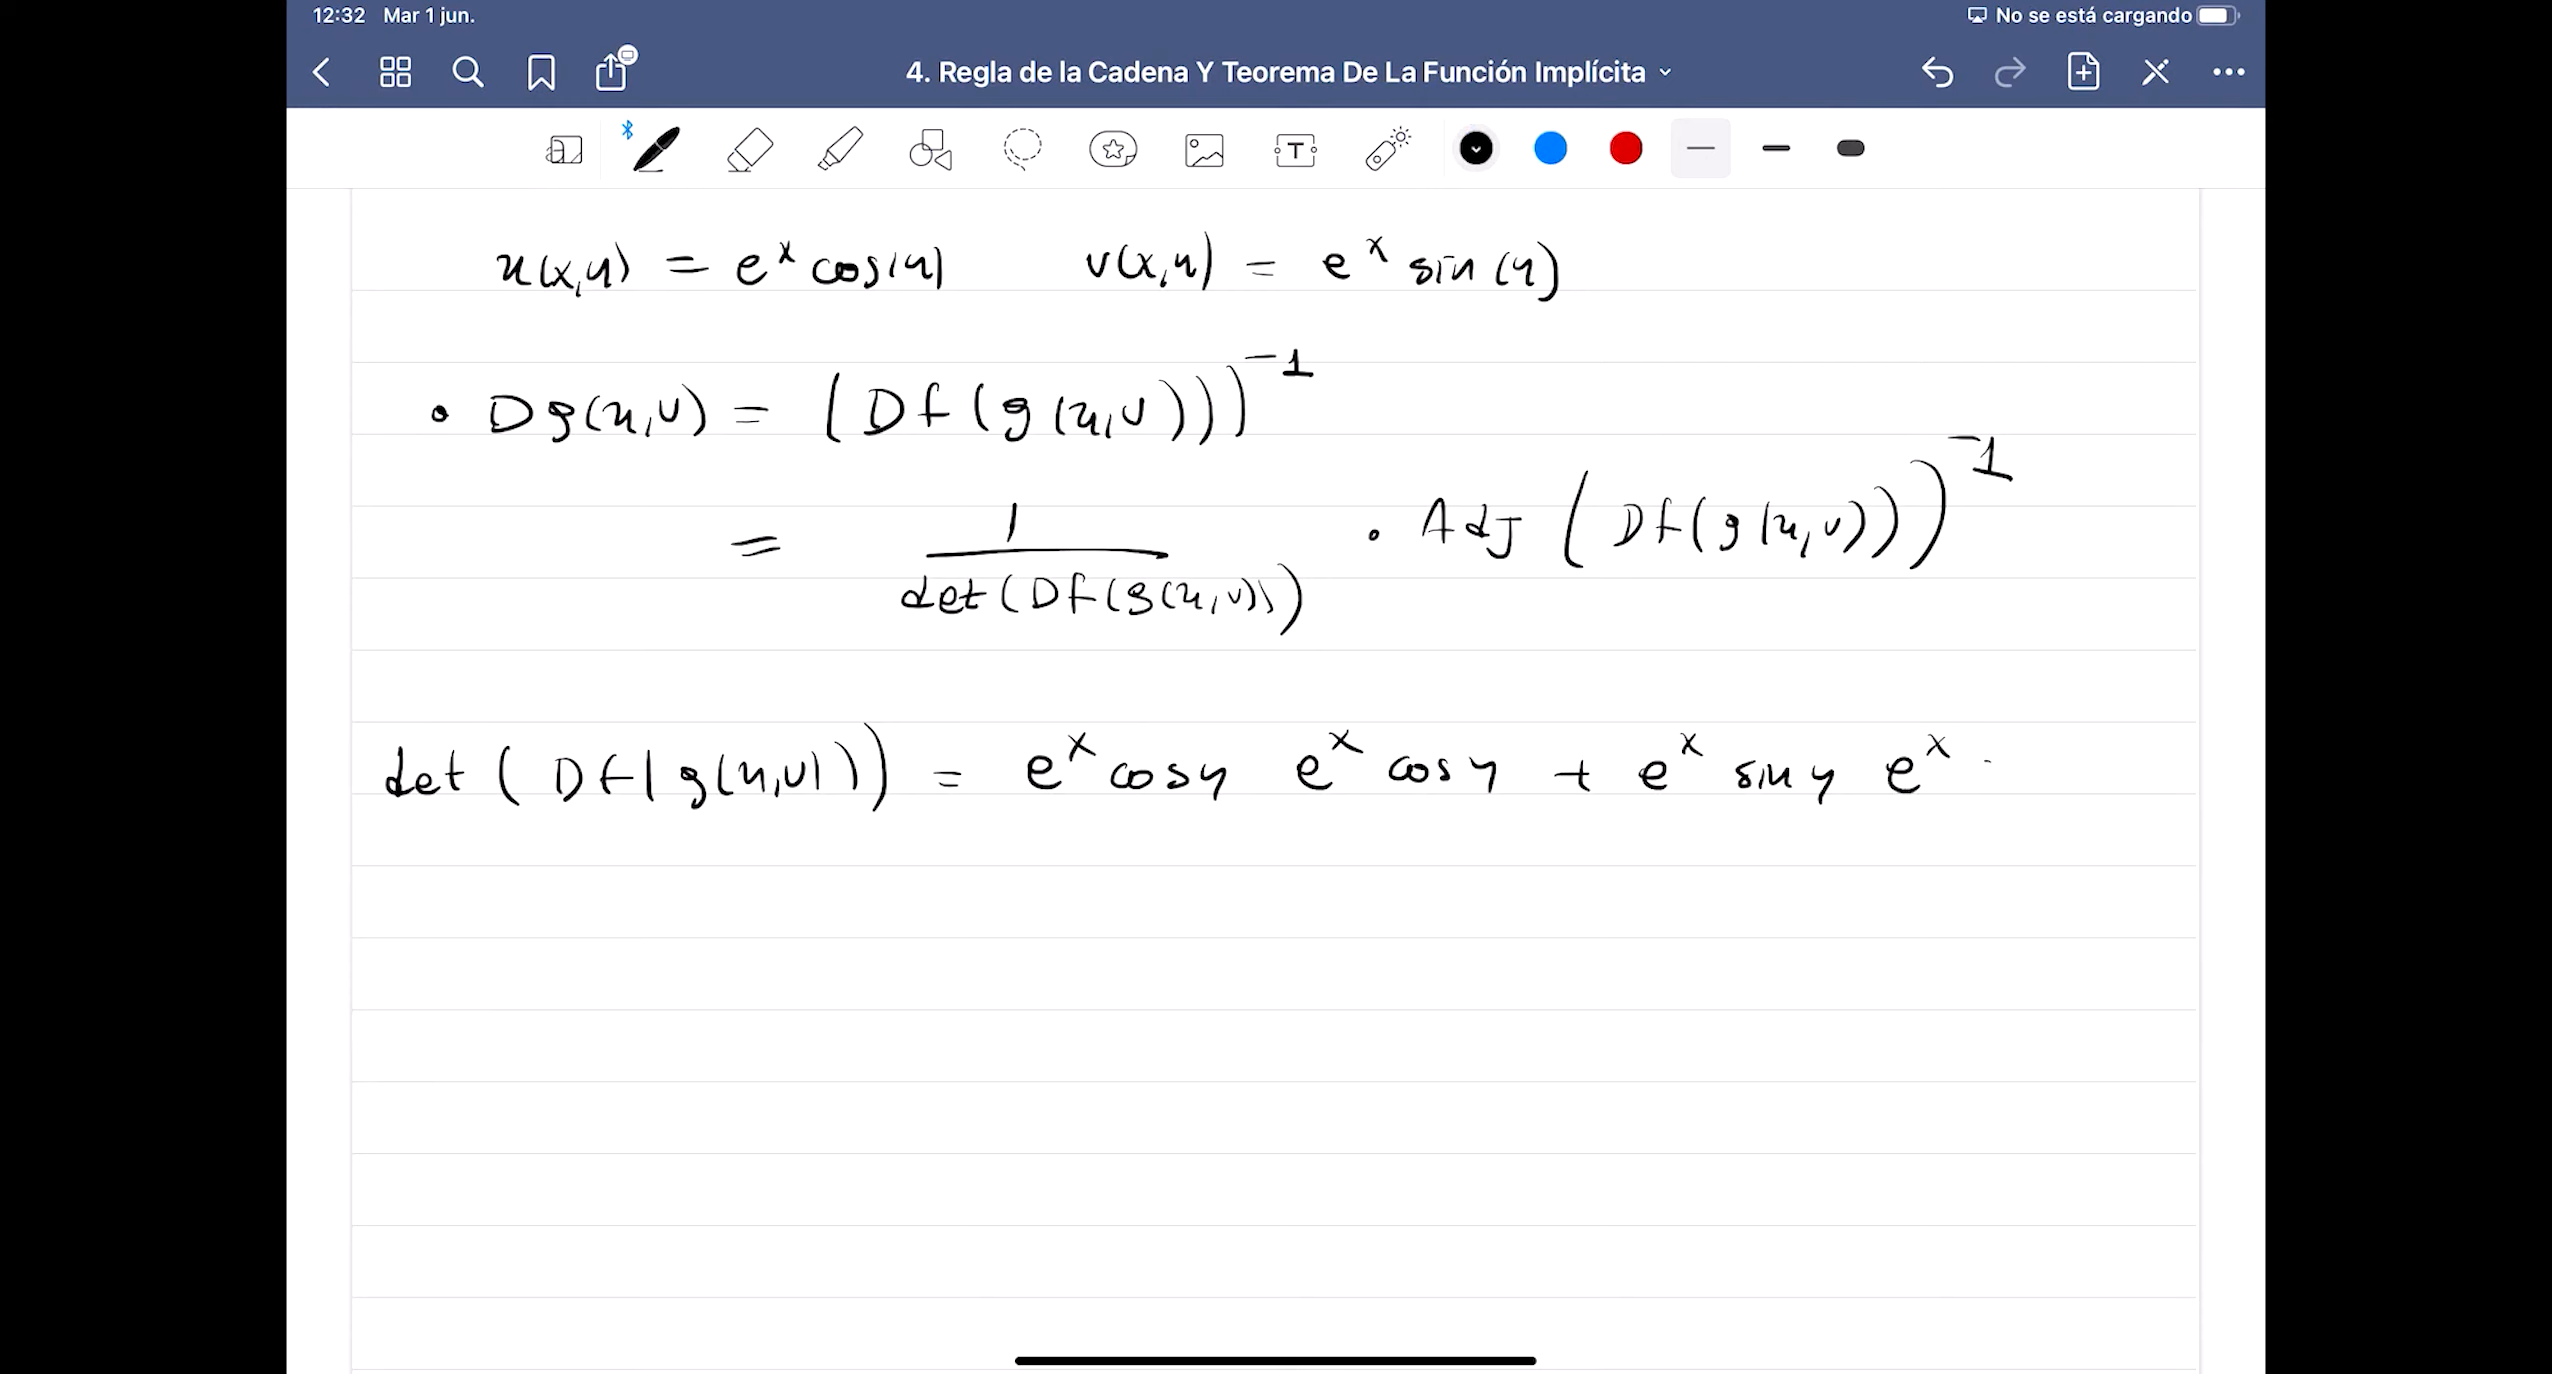 12:32 Mar 1 jun. No se está cargando
4. Regla de la Cadena Y Teorema De La Función Implícita
u(x,y) = e^x cos(y) v(x,y) = e^x sin(y)
• Dg(u,v) = (Df(g(u,v)))^-1
= 1/det(Df(g(u,v))) · Adj (Df(g(u,v)))^-1
det (Df(g(u,v))) = e^x cos y e^x cos y + e^x sin y e^x